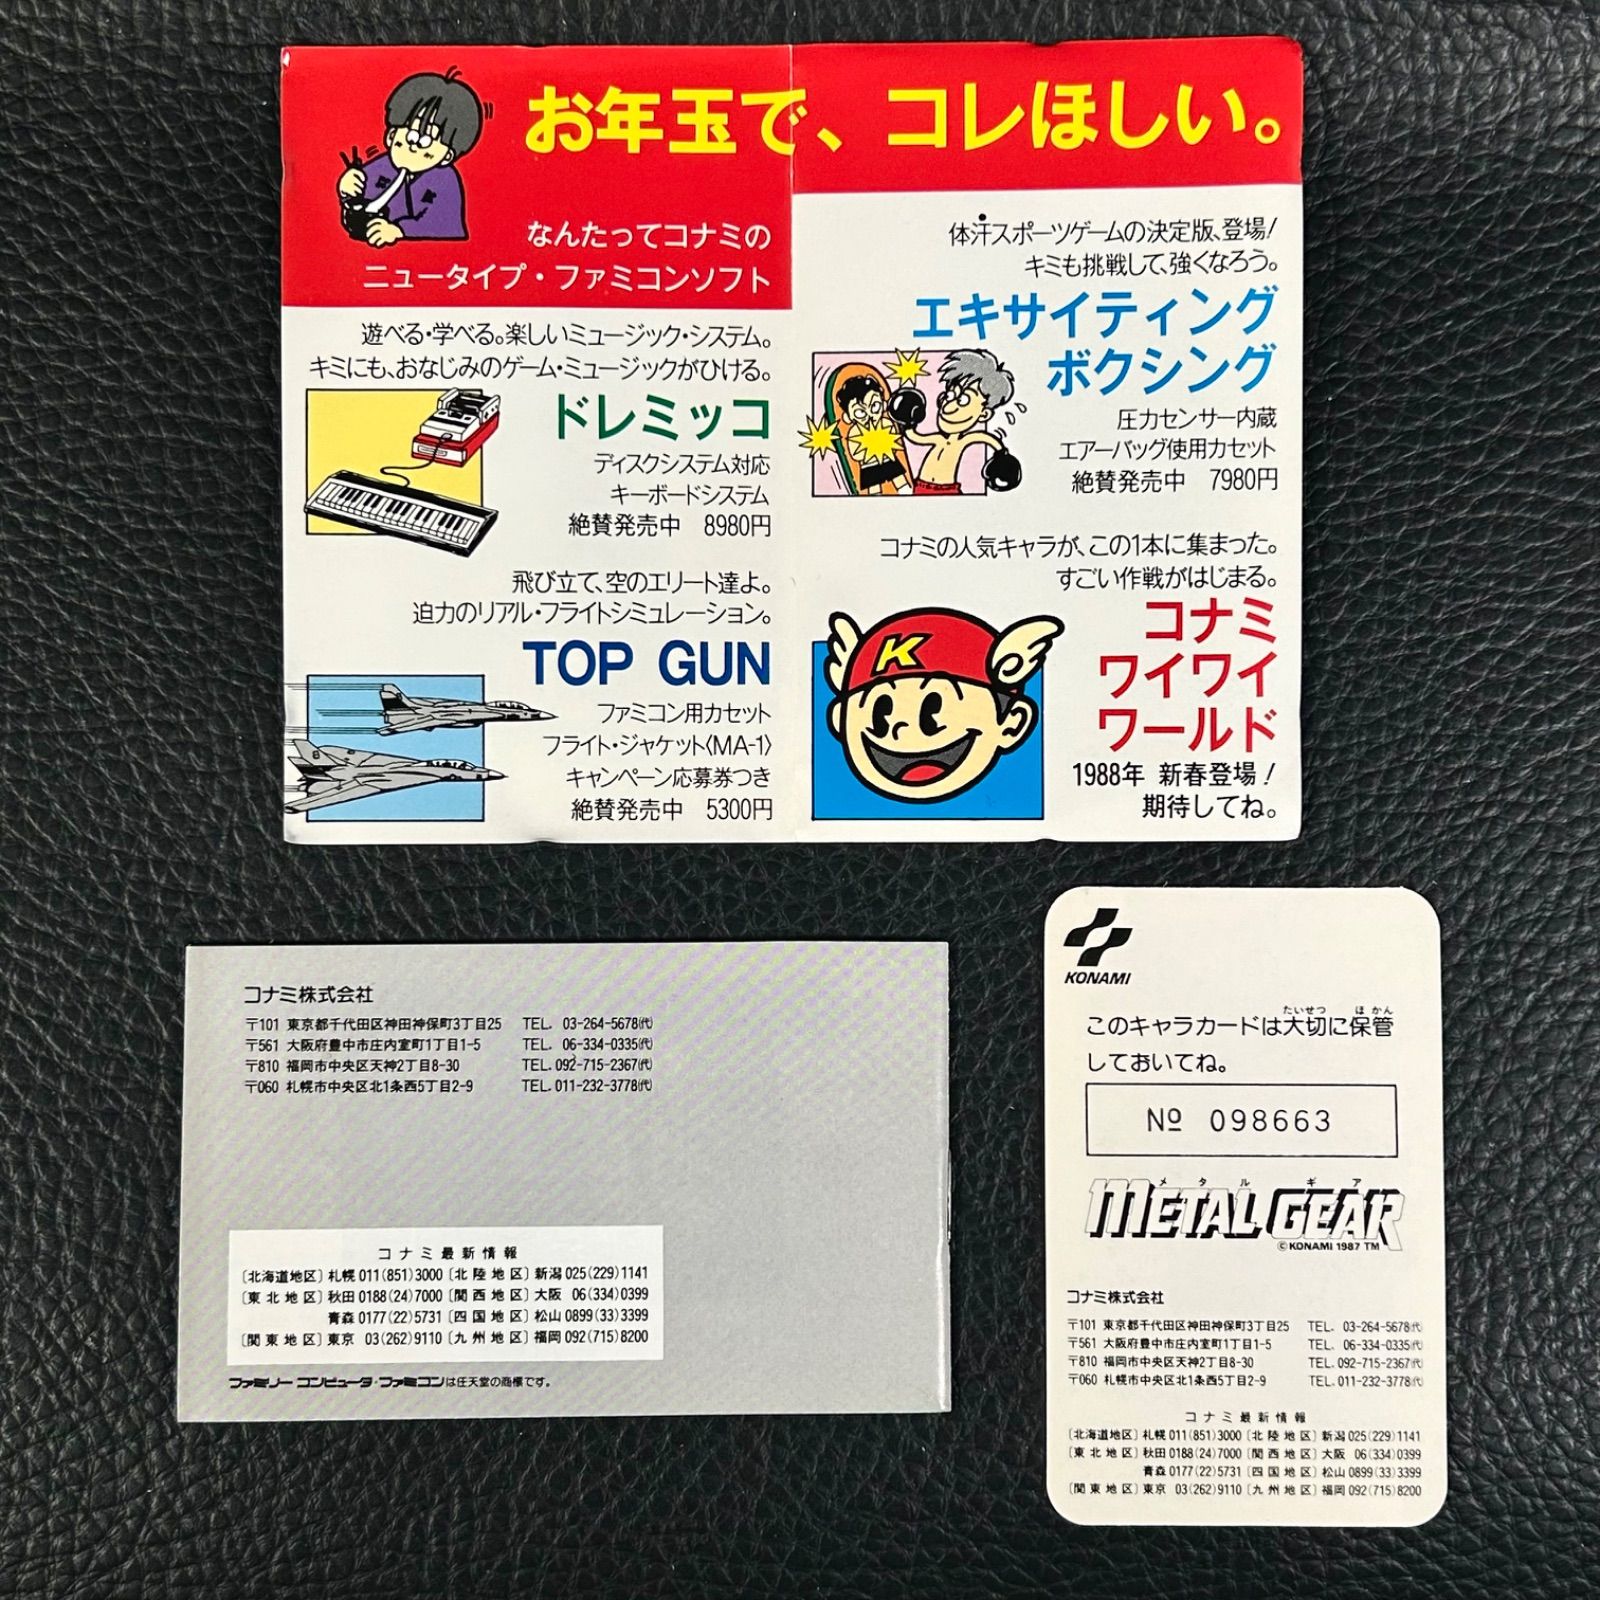 お年玉で、コレほしい。
なんたってコナミの
ニュータイプ・ファミコンソフト
遊べる・学べる。楽しいミュージック・システム。
キミにも、おなじみのゲーム・ミュージックがひける。
ドレミッコ
ディスクシステム対応
キーボードシステム
絶賛発売中 8980円
飛び立て、空のエリート達よ。
迫力のリアル・フライトシミュレーション。
TOP GUN
ファミコン用カセット
フライト・ジャケット〈MA-1〉
キャンペーン応募券つき
絶賛発売中 5300円
体汗スポーツゲームの決定版、登場!
キミも挑戦して、強くなろう。
エキサイティング
ボクシング
圧力センサー内蔵
エアーバッグ使用カセット
絶賛発売中 7980円
コナミの人気キャラが、この1本に集まった。
すごい作戦がはじまる。
K
コナミ
ワイワイ
ワールド
1988年 新春登場!
期待してね。
コナミ株式会社
〒101 東京都千代田区神田神保町3丁目25 TEL. 03-264-5678㈹
〒561 大阪府豊中市庄内室町1丁目1-5 TEL. 06-334-0335㈹
〒810 福岡市中央区天神2丁目8-30 TEL. 092-715-2367㈹
〒060 札幌市中央区北1条西5丁目2-9 TEL. 011-232-3778㈹
コナミ最新情報
〔北海道地区〕札幌 011(851)3000〔北陸地区〕新潟 025(229)1141
〔東北地区〕秋田 0188(24)7000〔関西地区〕大阪 06(334)0399
青森 0177(22)5731〔四国地区〕松山 0899(33)3399
〔関東地区〕東京 03(262)9110〔九州地区〕福岡 092(715)8200
ファミリーコンピュータ・ファミコンは任天堂の商標です。
KONAMI
たいせつ ほかん
このキャラカードは大切に保管
しておいてね。
№ 098663
メタルギア
METAL GEAR
©KONAMI 1987 TM
コナミ株式会社
〒101 東京都千代田区神田神保町3丁目25 TEL. 03-264-5678㈹
〒561 大阪府豊中市庄内室町1丁目1-5 TEL. 06-334-0335㈹
〒810 福岡市中央区天神2丁目8-30 TEL. 092-715-2367㈹
〒060 札幌市中央区北1条西5丁目2-9 TEL. 011-232-3778㈹
コナミ最新情報
〔北海道地区〕札幌 011(851)3000〔北陸地区〕新潟 025(229)1141
〔東北地区〕秋田 0188(24)7000〔関西地区〕大阪 06(334)0399
青森 0177(22)5731〔四国地区〕松山 0899(33)3399
〔関東地区〕東京 03(262)9110〔九州地区〕福岡 092(715)8200